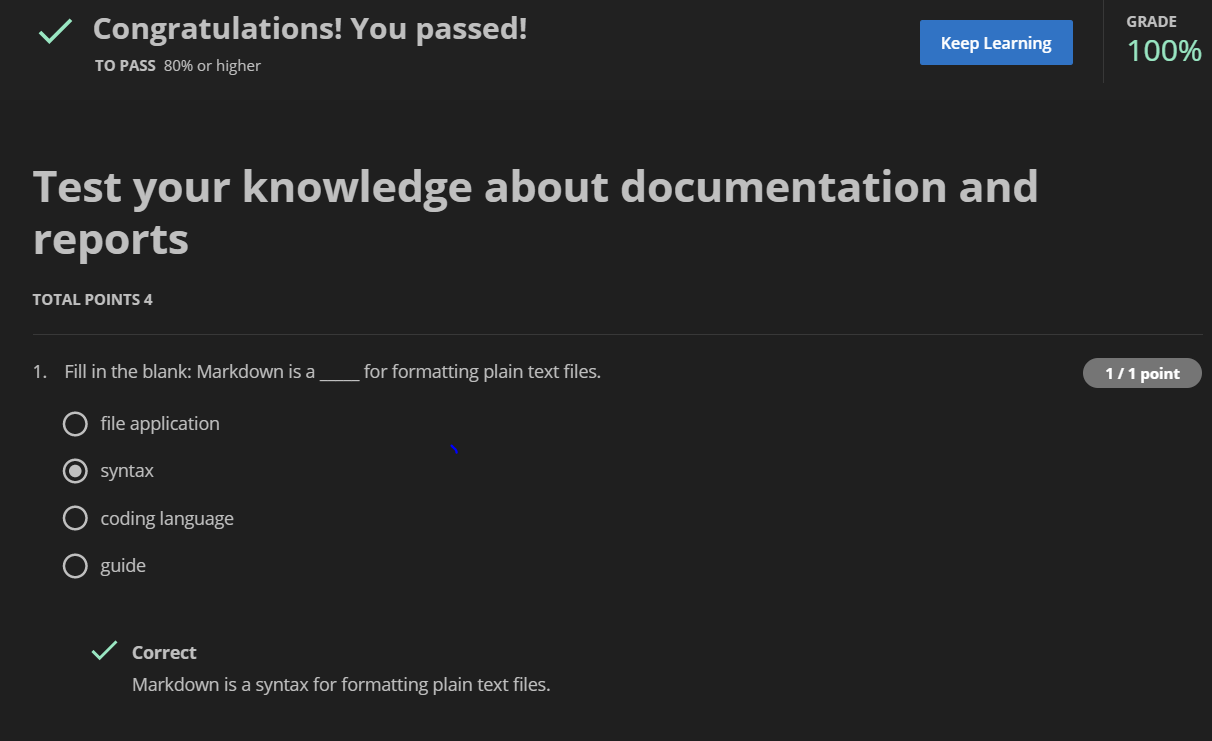 Congratulations! You passed!
TO PASS 80% or higher
Keep Learning
GRADE
100%
Test your knowledge about documentation and
reports
TOTAL POINTS 4
1. Fill in the blank: Markdown is a _____ for formatting plain text files.
1 / 1 point
file application
syntax
coding language
guide
Correct
Markdown is a syntax for formatting plain text files.